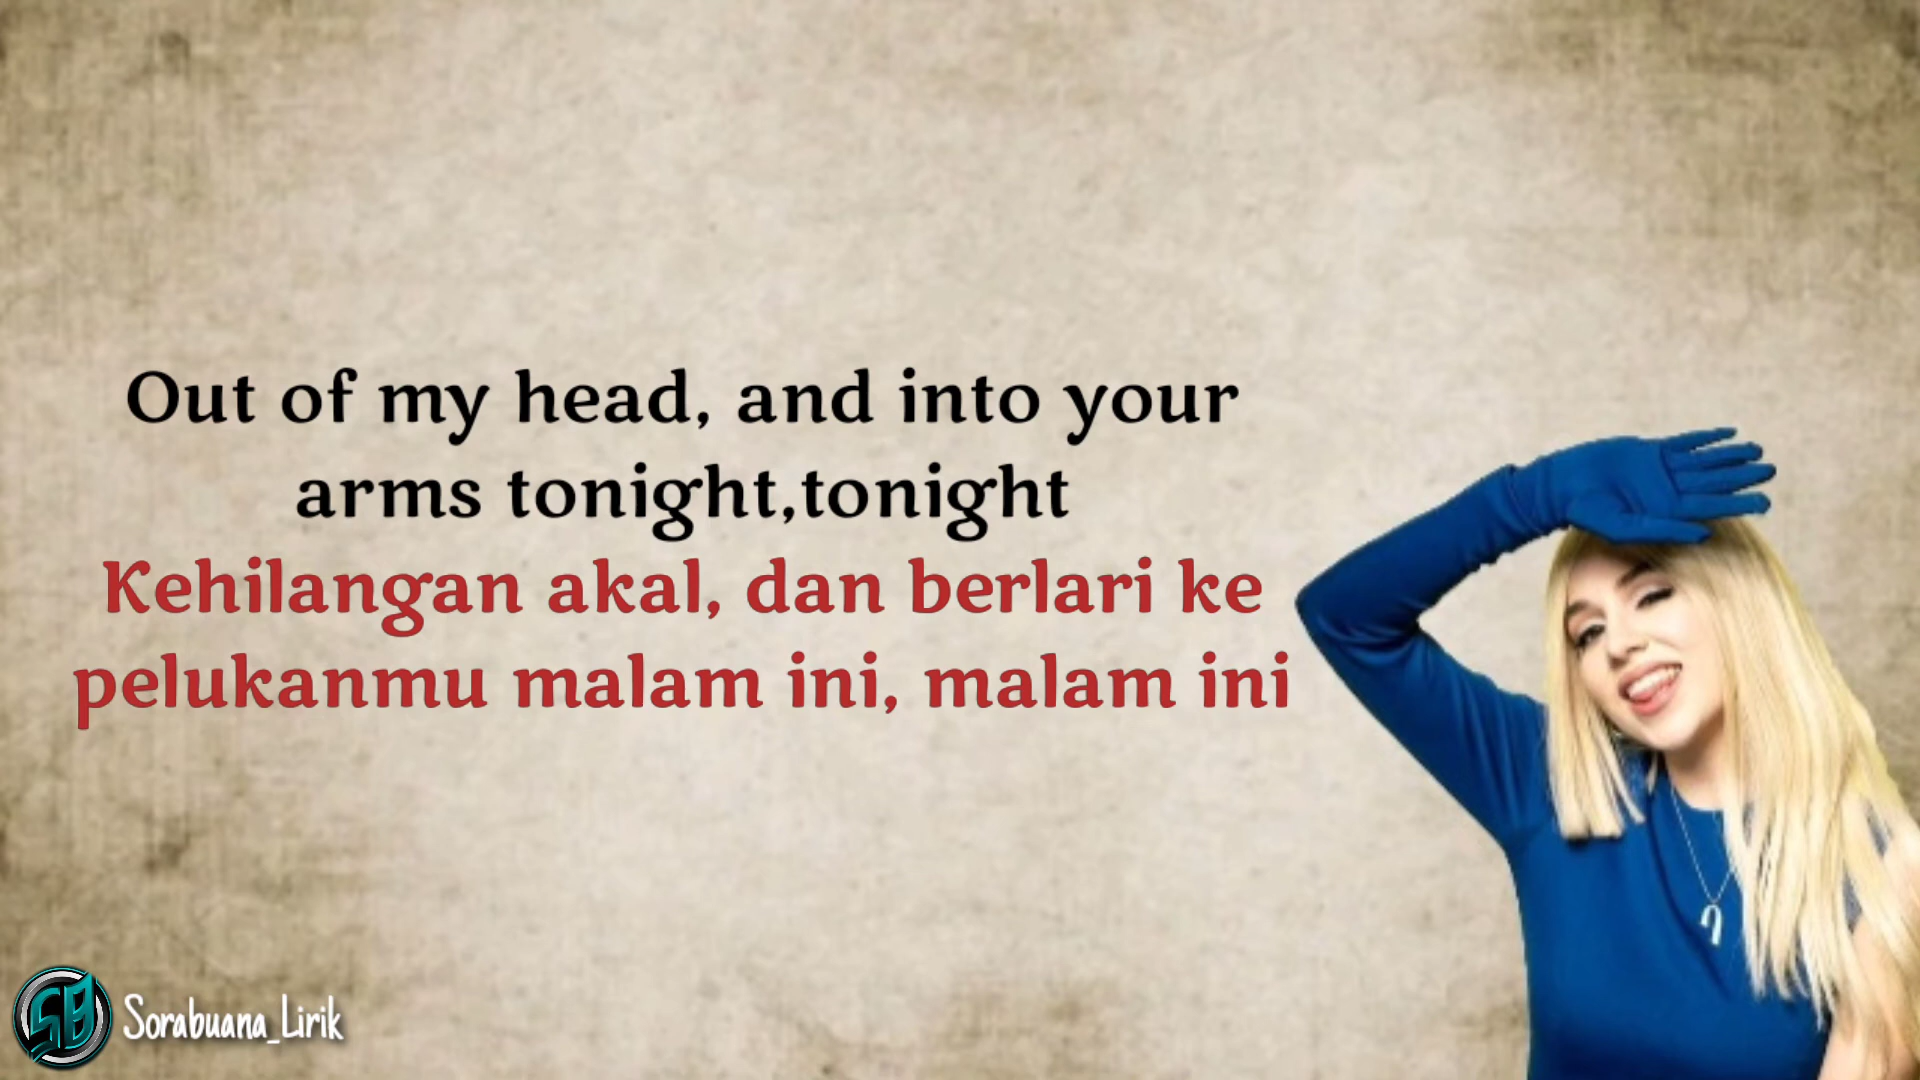 Out of my head, and into your
arms tonight,tonight
Kehilangan akal, dan berlari ke
pelukanmu malam ini, malam ini
SB Sorabuana_Lirik